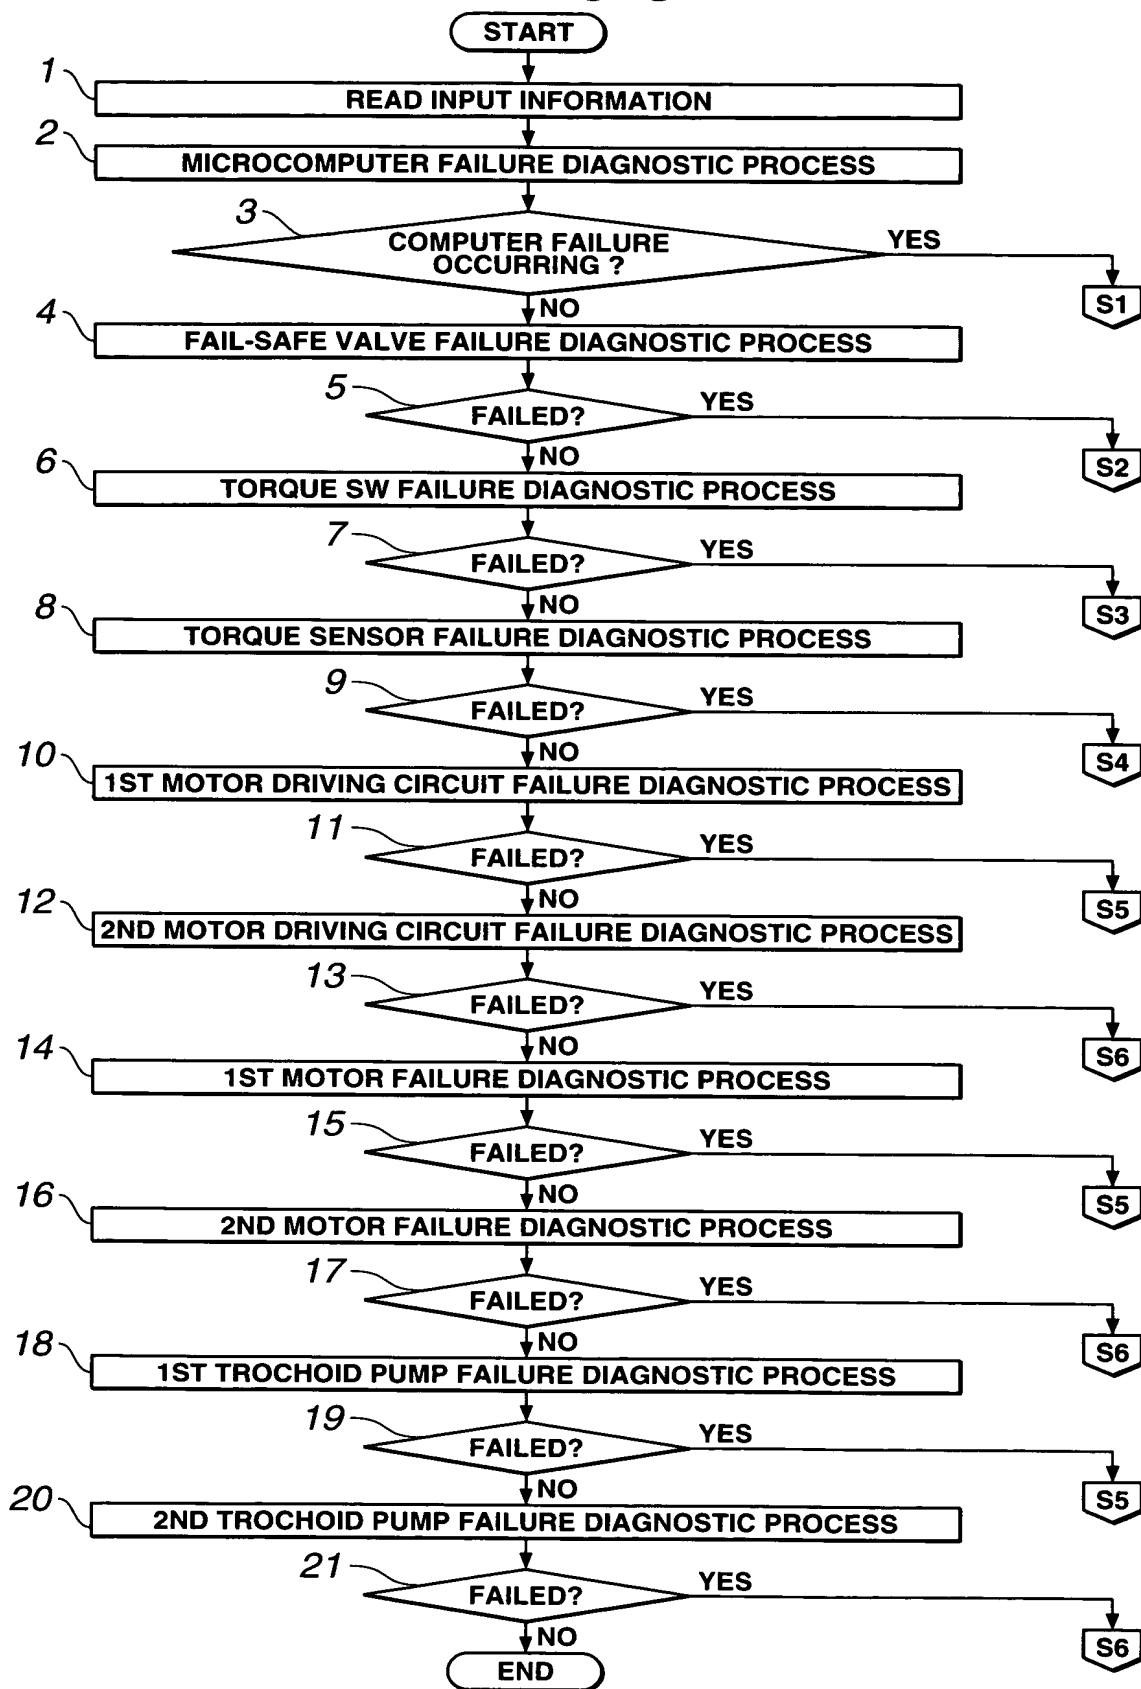 START
1
READ INPUT INFORMATION
2
MICROCOMPUTER FAILURE DIAGNOSTIC PROCESS
3
COMPUTER FAILURE
OCCURRING ?
YES
S1
NO
4
FAIL-SAFE VALVE FAILURE DIAGNOSTIC PROCESS
5
FAILED?
YES
S2
NO
6
TORQUE SW FAILURE DIAGNOSTIC PROCESS
7
FAILED?
YES
S3
NO
8
TORQUE SENSOR FAILURE DIAGNOSTIC PROCESS
9
FAILED?
YES
S4
NO
10
1ST MOTOR DRIVING CIRCUIT FAILURE DIAGNOSTIC PROCESS
11
FAILED?
YES
S5
NO
12
2ND MOTOR DRIVING CIRCUIT FAILURE DIAGNOSTIC PROCESS
13
FAILED?
YES
S6
NO
14
1ST MOTOR FAILURE DIAGNOSTIC PROCESS
15
FAILED?
YES
S5
NO
16
2ND MOTOR FAILURE DIAGNOSTIC PROCESS
17
FAILED?
YES
S6
NO
18
1ST TROCHOID PUMP FAILURE DIAGNOSTIC PROCESS
19
FAILED?
YES
S5
NO
20
2ND TROCHOID PUMP FAILURE DIAGNOSTIC PROCESS
21
FAILED?
YES
S6
NO
END